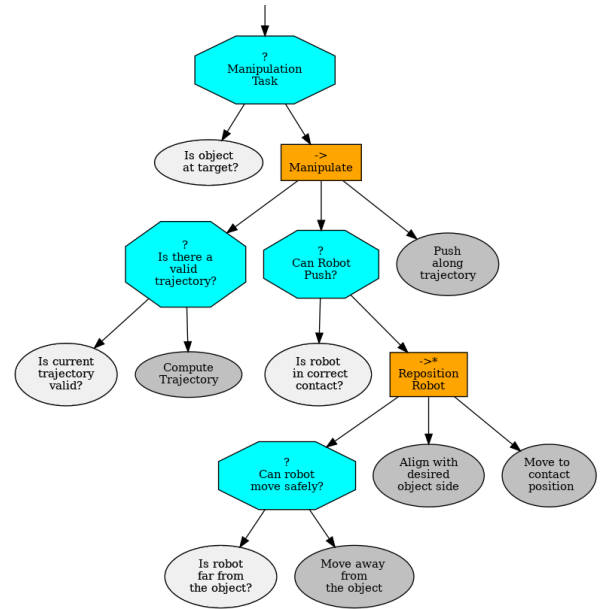 ?
Manipulation
Task
Is object
at target?
->
Manipulate
?
Is there a
valid
trajectory?
?
Can Robot
Push?
Push
along
trajectory
Is current
trajectory
valid?
Compute
Trajectory
Is robot
in correct
contact?
->*
Reposition
Robot
?
Can robot
move safely?
Align with
desired
object side
Move to
contact
position
Is robot
far from
the object?
Move away
from
the object